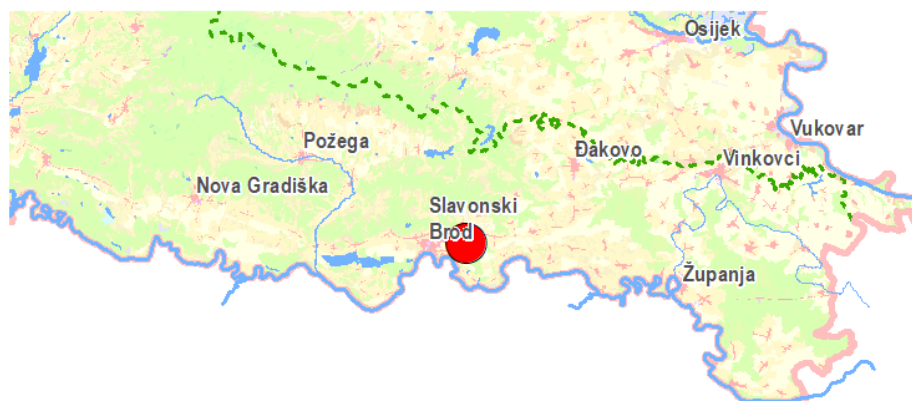 Osijek
Vukovar
Požega
Đakovo
Vinkovci
Nova Gradiška
Slavonski
Brod
Županja